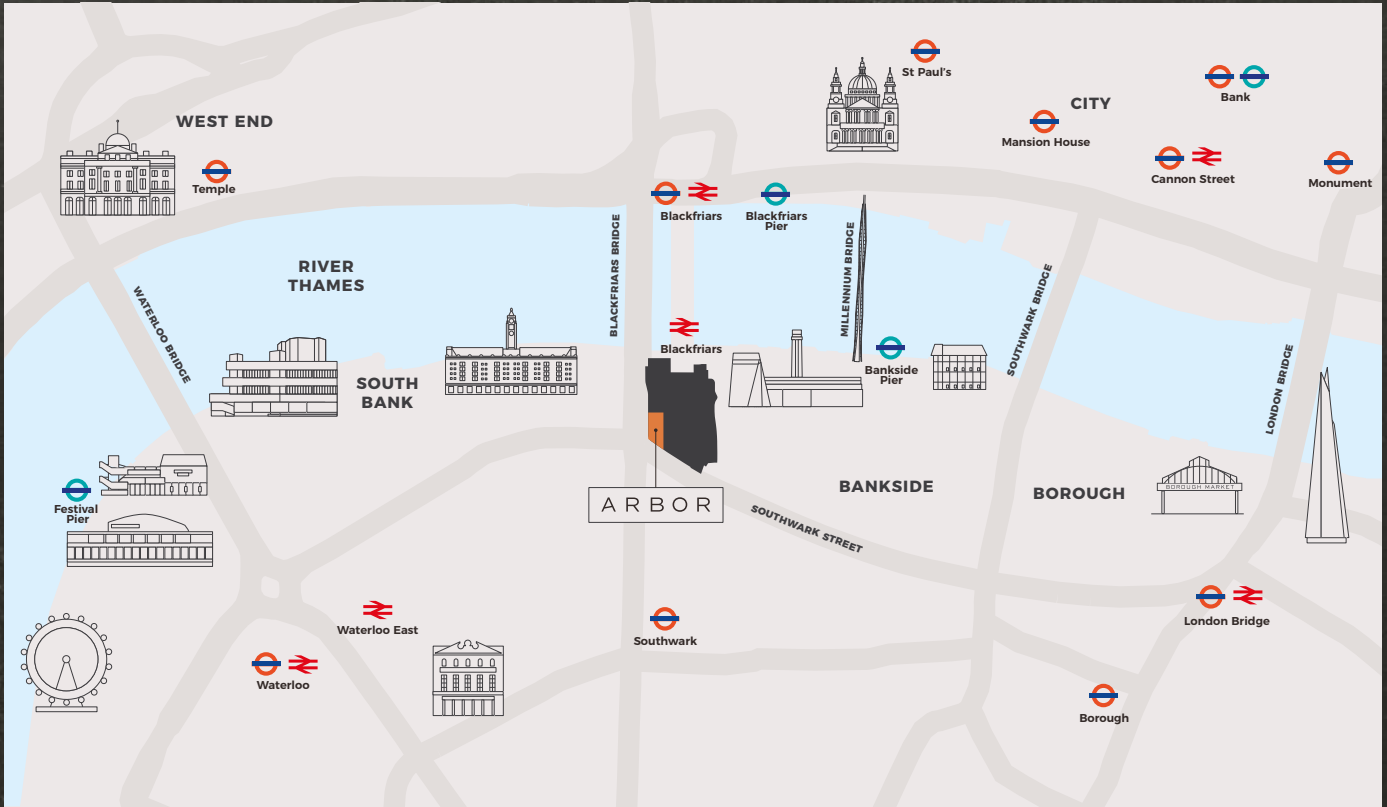 St Paul's
Bank
CITY
WEST END
Mansion House
Cannon Street
Monument
Temple
Blackfriars
Blackfriars
Pier
RIVER
THAMES
BLACKFRIARS BRIDGE
MILLENNIUM BRIDGE
SOUTHWARK BRIDGE
WATERLOO BRIDGE
Blackfriars
LONDON BRIDGE
Bankside
Pier
SOUTH
BANK
BANKSIDE
BOROUGH
BOROUGH MARKET
ARBOR
Festival
Pier
SOUTHWARK STREET
Waterloo East
Southwark
London Bridge
Waterloo
Borough